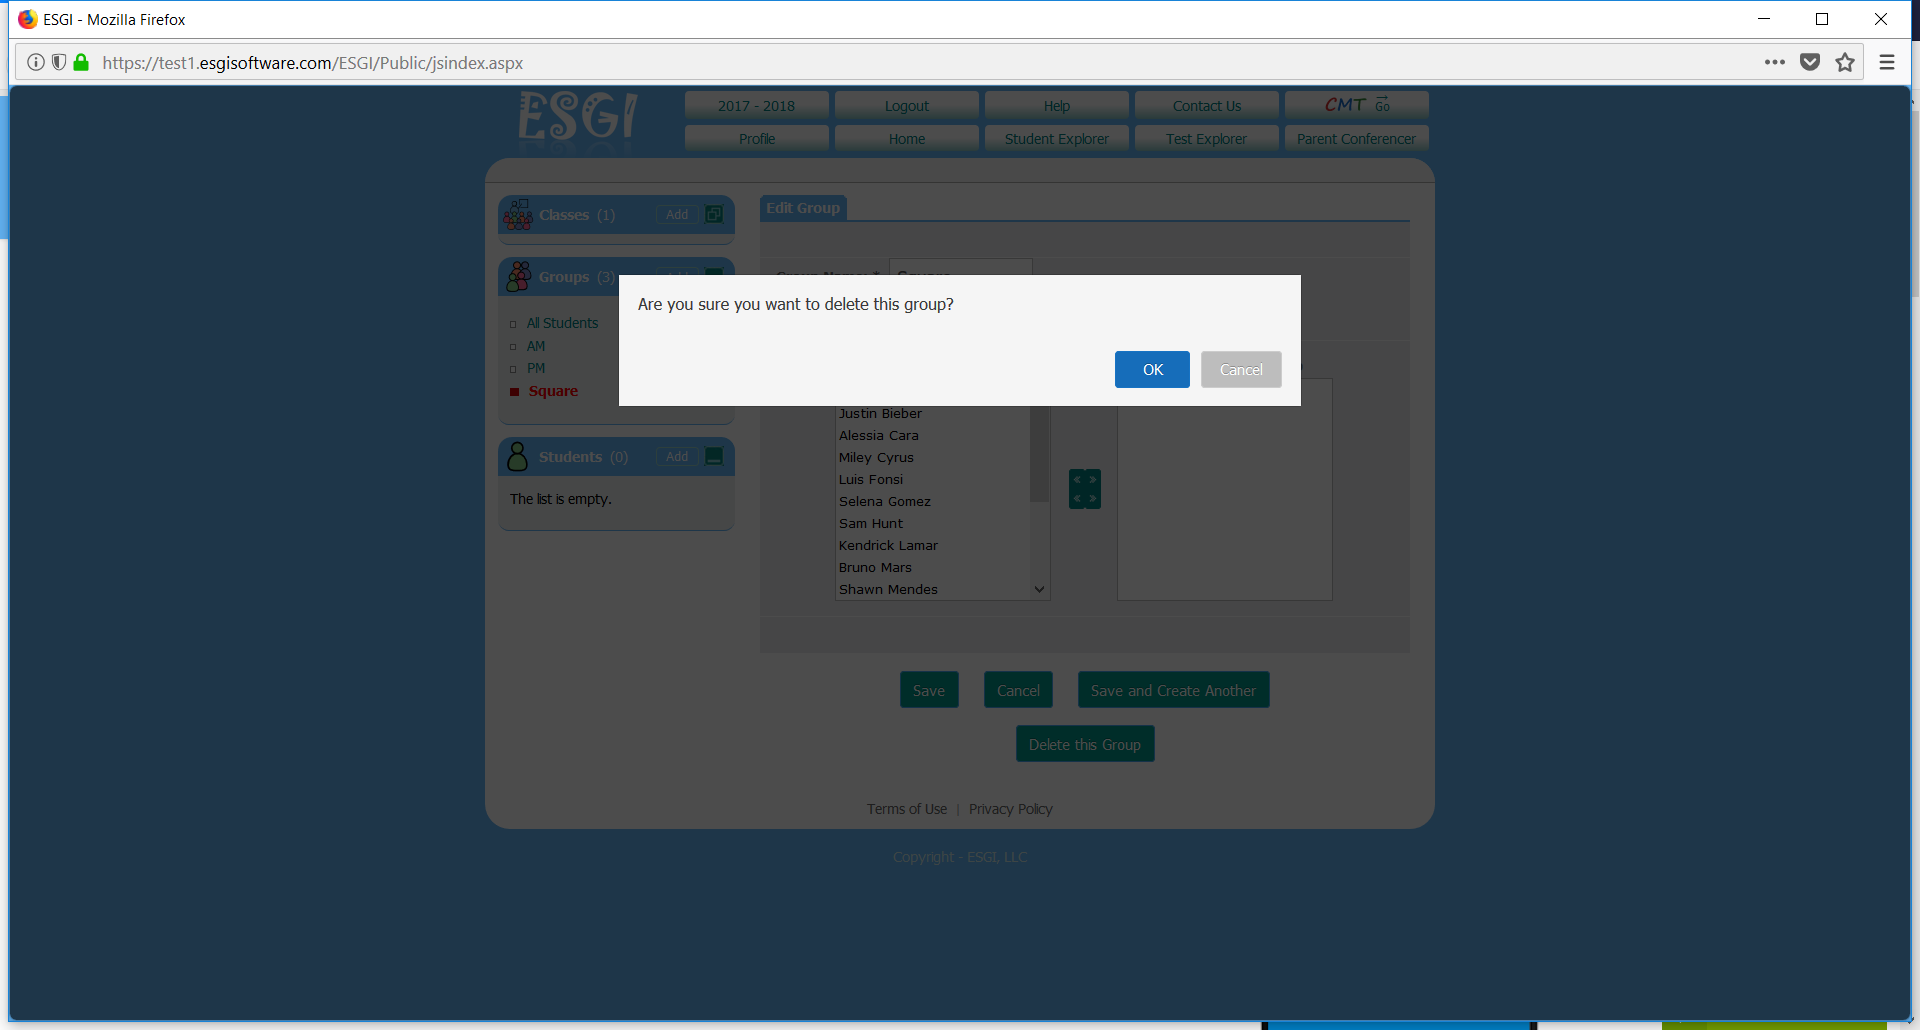 ESGI - Mozilla Firefox
https://test1.esgisoftware.com/ESGI/Public/jsindex.aspx
ESGI
2017 - 2018
Logout
Help
Contact Us
CMT Go
Profile
Home
Student Explorer
Test Explorer
Parent Conferencer
Classes (1)
Add
Groups (3)
All Students
AM
PM
Square
Students (0)
Add
The list is empty.
Edit Group
Are you sure you want to delete this group?
OK
Cancel
Justin Bieber
Alessia Cara
Miley Cyrus
Luis Fonsi
Selena Gomez
Sam Hunt
Kendrick Lamar
Bruno Mars
Shawn Mendes
Save
Cancel
Save and Create Another
Delete this Group
Terms of Use | Privacy Policy
Copyright - ESGI, LLC